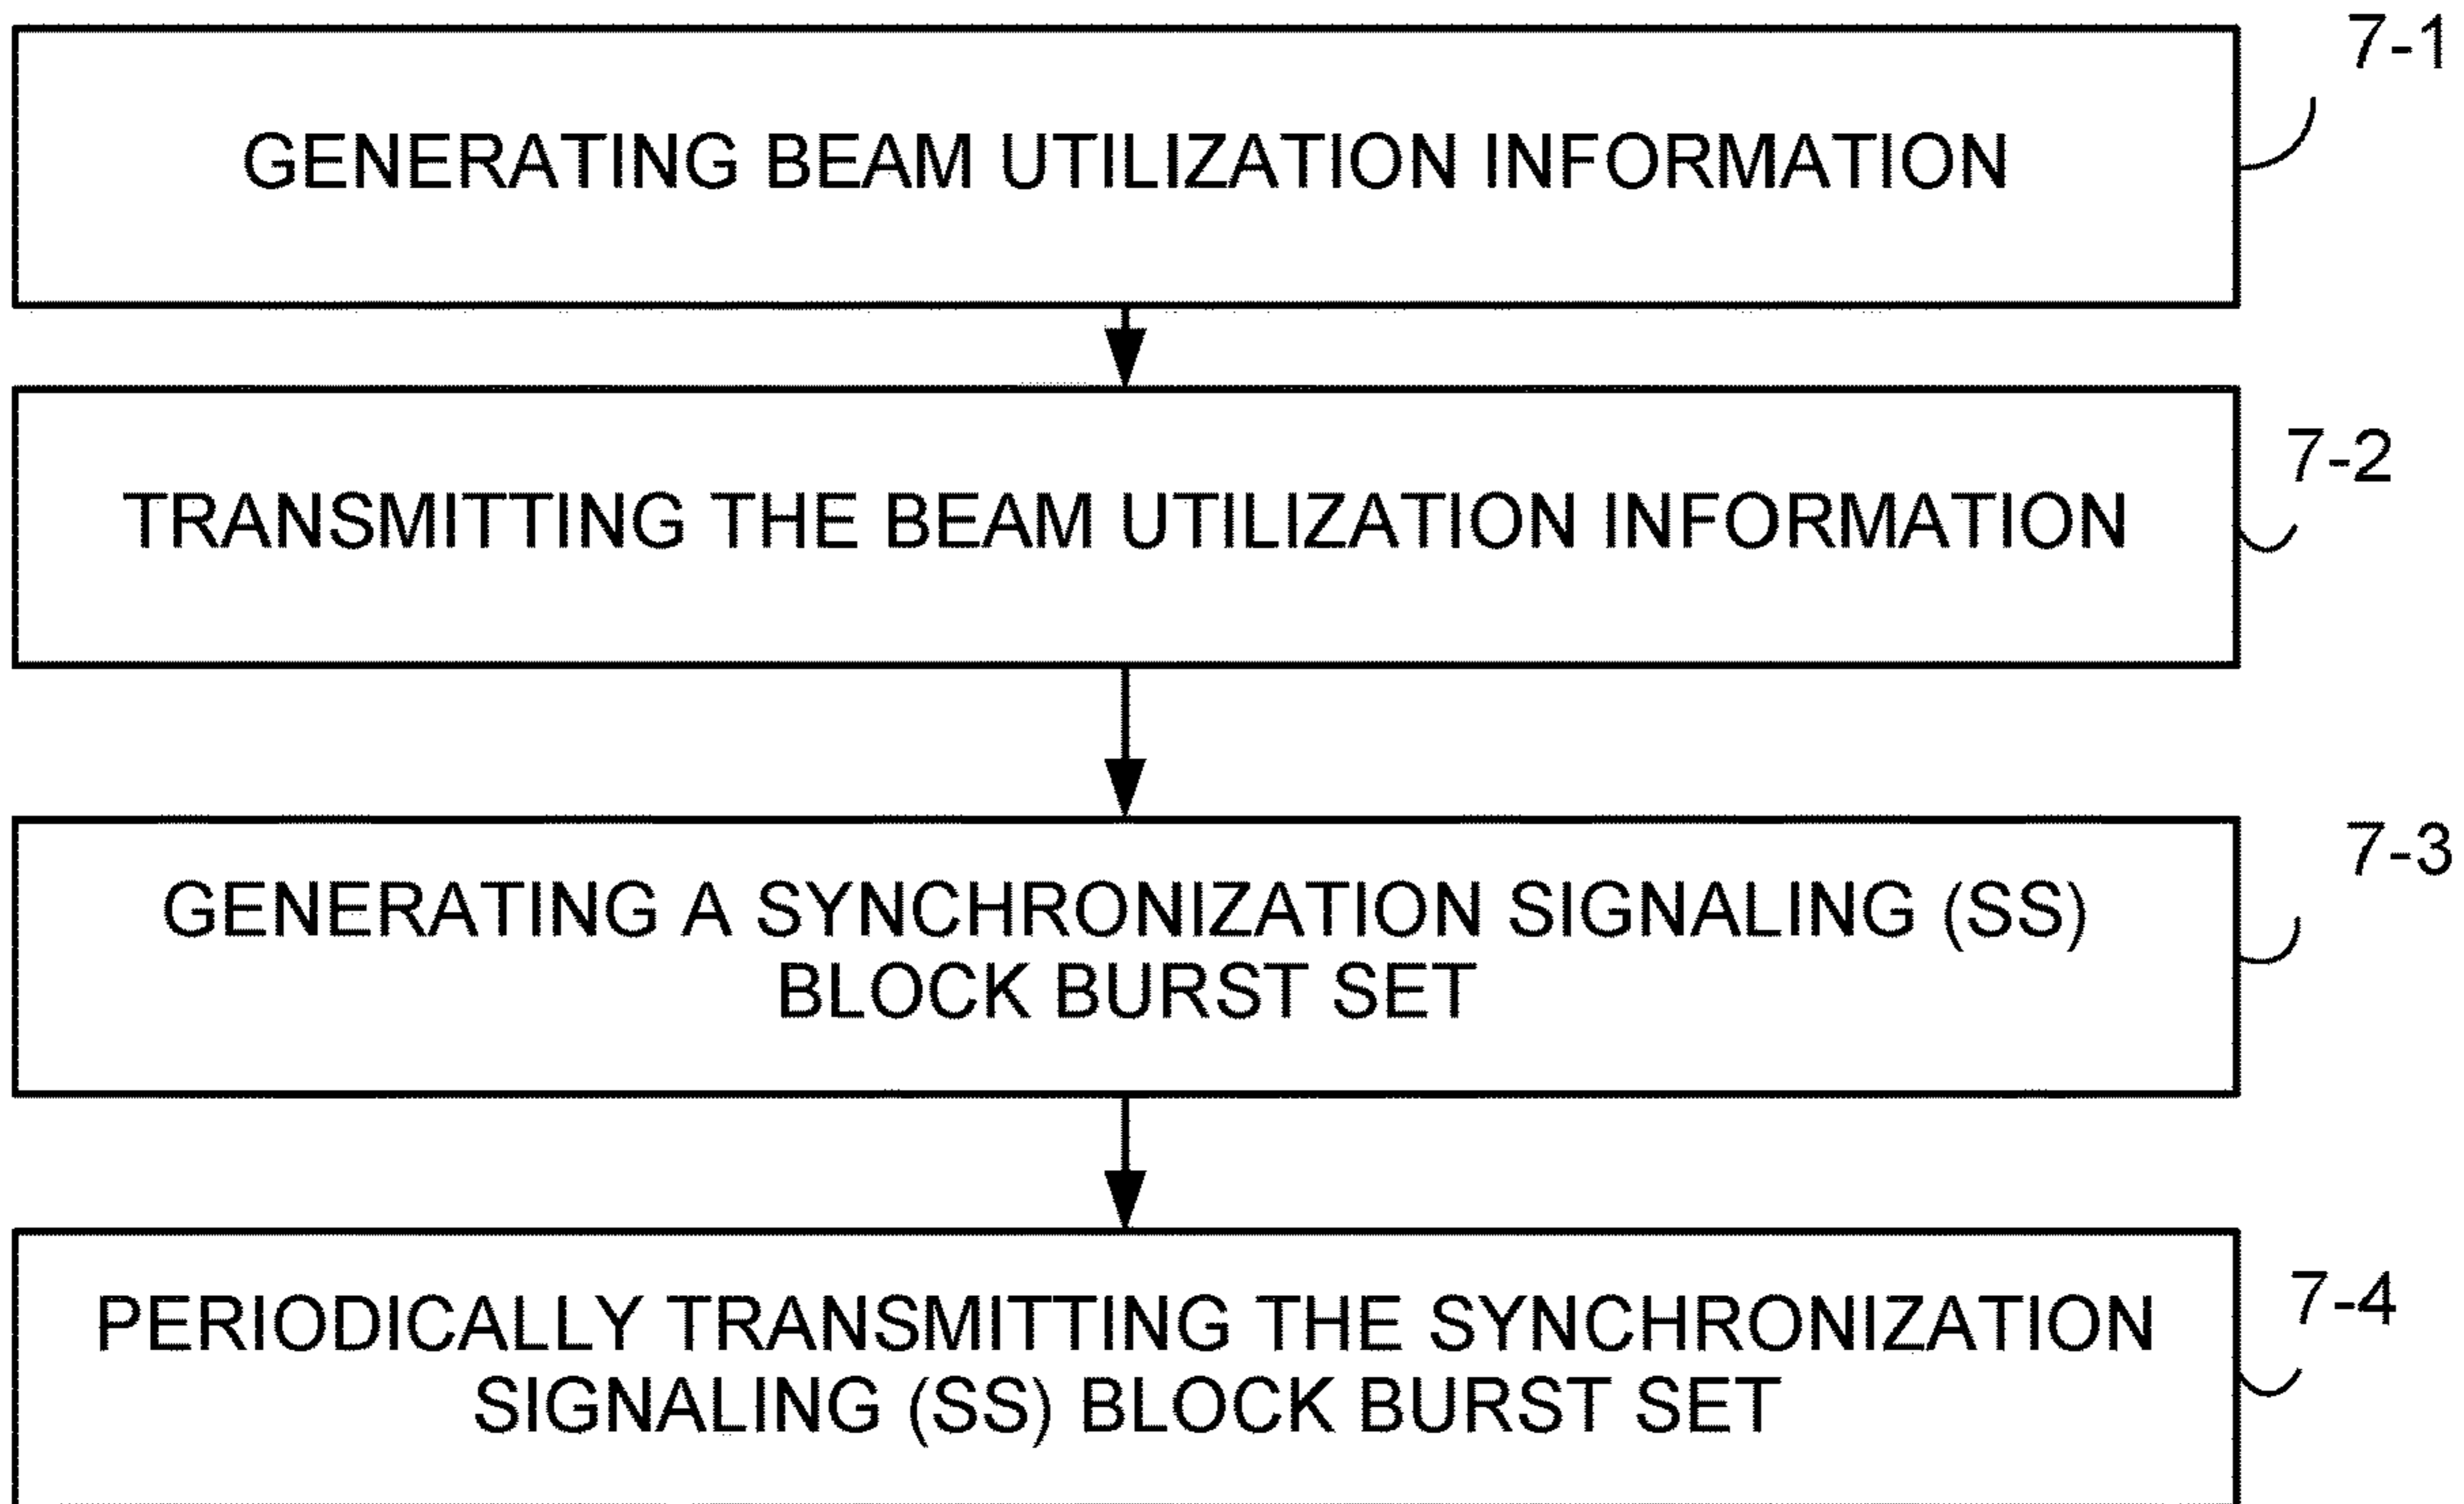 7-1
GENERATING BEAM UTILIZATION INFORMATION
7-2
TRANSMITTING THE BEAM UTILIZATION INFORMATION
7-3
GENERATING A SYNCHRONIZATION SIGNALING (SS)
BLOCK BURST SET
7-4
PERIODICALLY TRANSMITTING THE SYNCHRONIZATION
SIGNALING (SS) BLOCK BURST SET